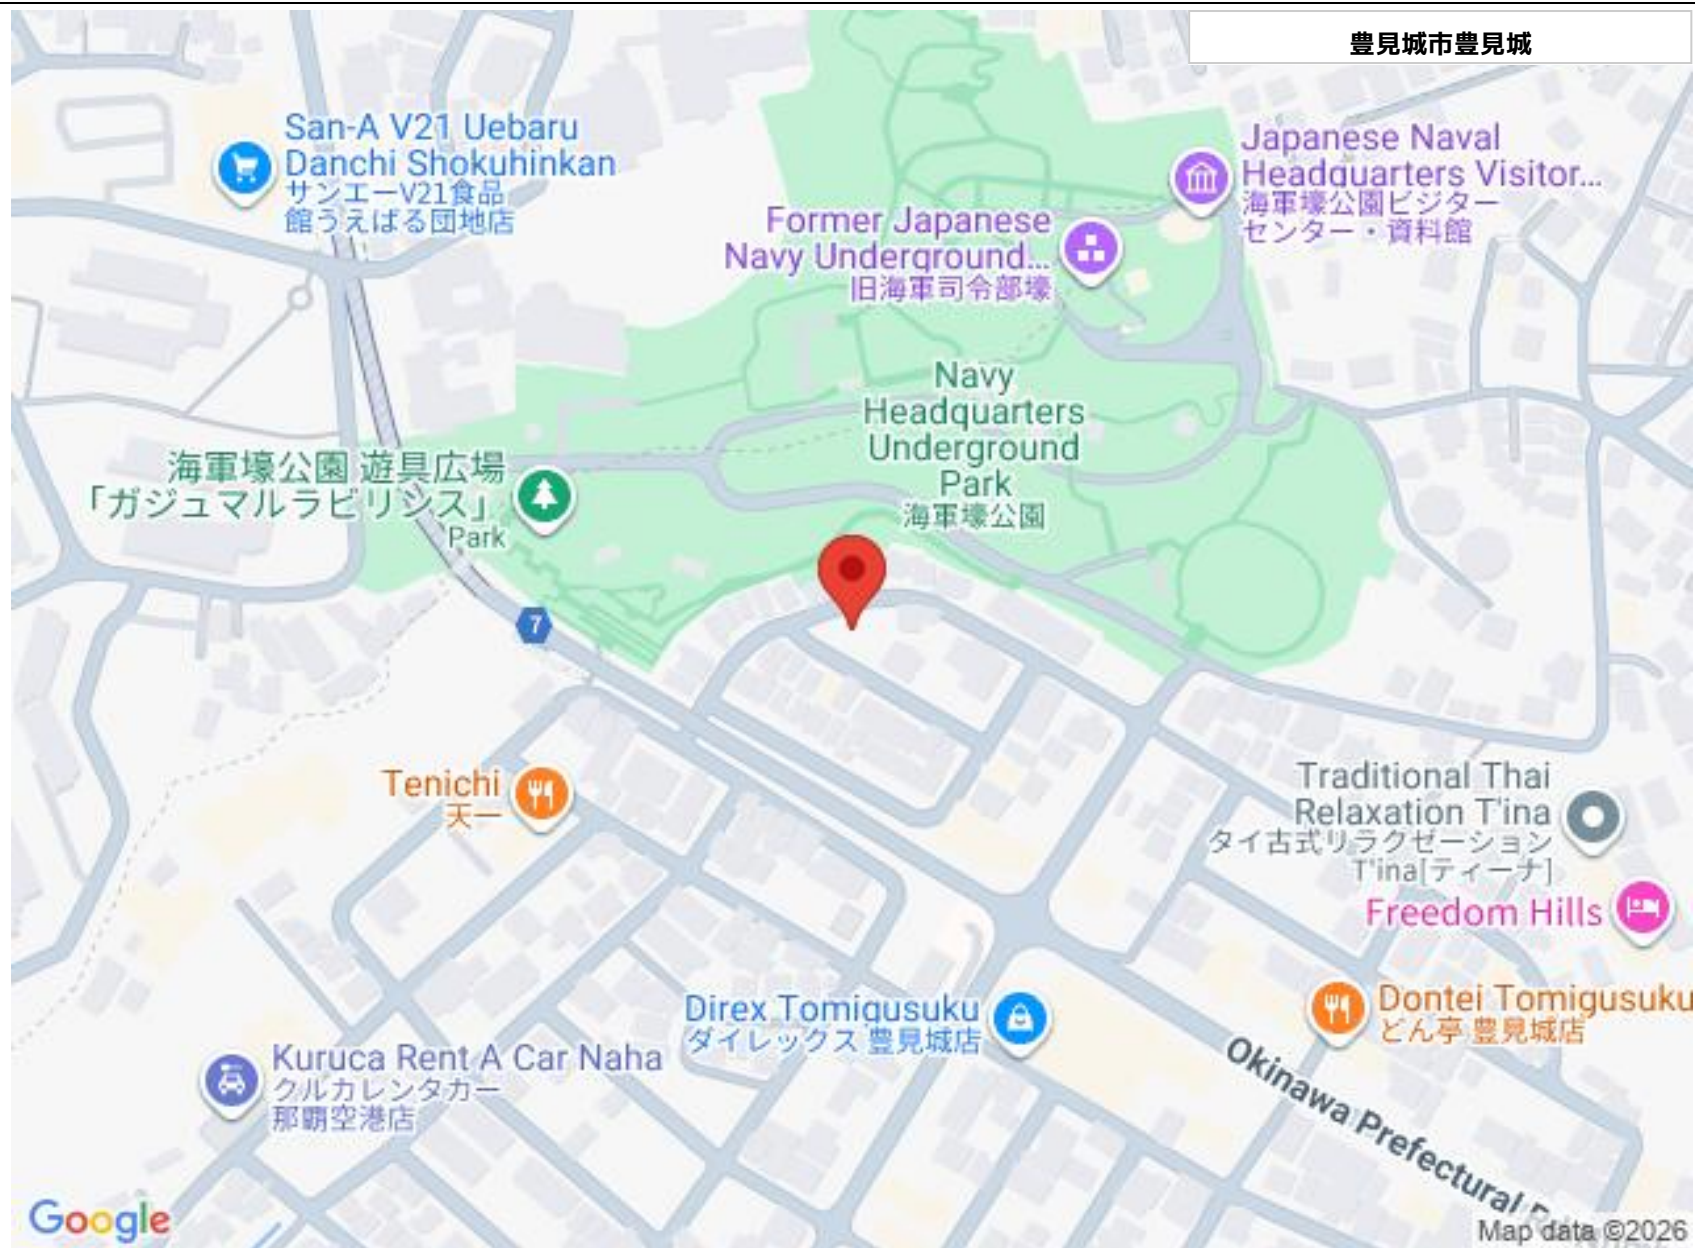 豊見城市豊見城
San-A V21 Uebaru
Danchi Shokuhinkan
サンエーV21食品
館うえばる団地店
Japanese Naval
Headquarters Visitor...
海軍壕公園ビジター
センター・資料館
Former Japanese
Navy Underground...
旧海軍司令部壕
Navy
Headquarters
Underground
Park
海軍壕公園
海軍壕公園 遊具広場
「ガジュマルラビリンス」
Park
7
Tenichi
天一
Traditional Thai
Relaxation T'ina
タイ古式リラクゼーション
T'ina[ティーナ]
Freedom Hills
Direx Tomigusuku
ダイレックス 豊見城店
Dontei Tomigusuku
どん亭 豊見城店
Kuruca Rent A Car Naha
クルカレンタカー
那覇空港店
Okinawa Prefectural
Google
Map data ©2026